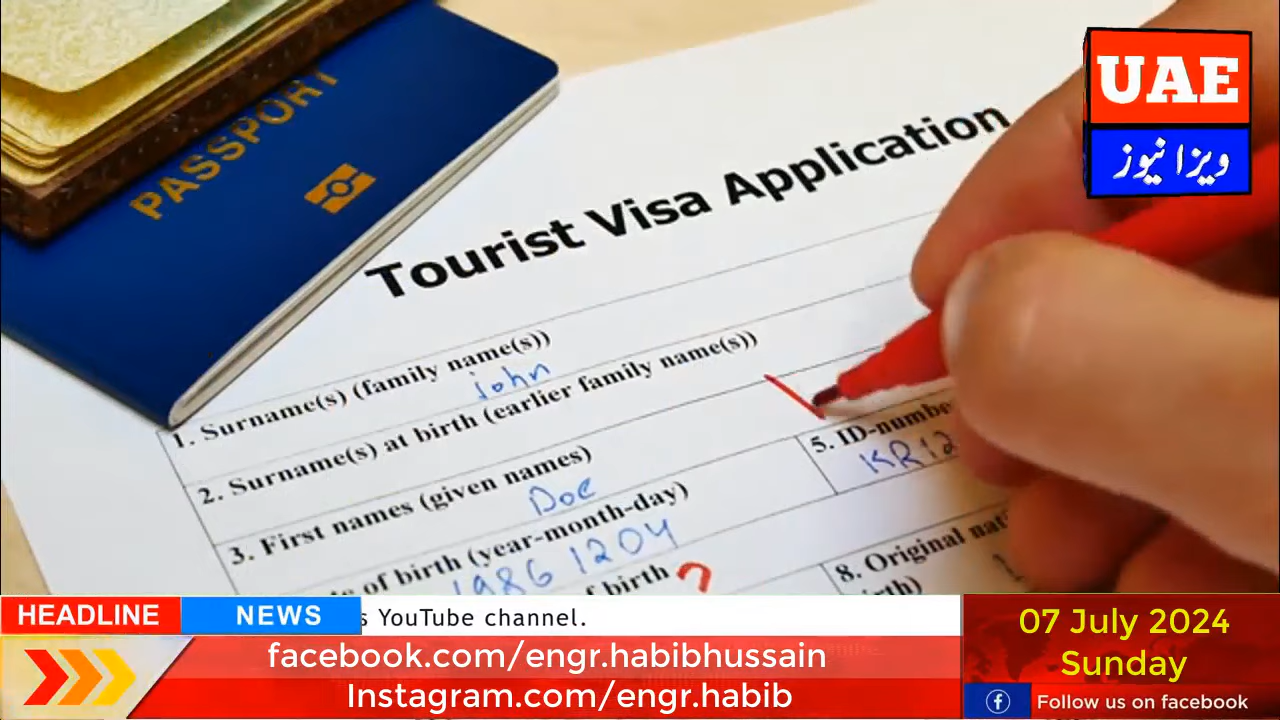 PASSPORT
UAE
ویزا نیوز
Tourist Visa Application
1. Surname(s) (family name(s))
John
2. Surname(s) at birth (earlier family name(s))
3. First names (given names)
Doe
5. ID-numbe
KR12
of birth (year-month-day)
1986 1204
of birth ?
8. Original nati
HEADLINE NEWS
s YouTube channel.
facebook.com/engr.habibhussain
Instagram.com/engr.habib
07 July 2024
Sunday
Follow us on facebook